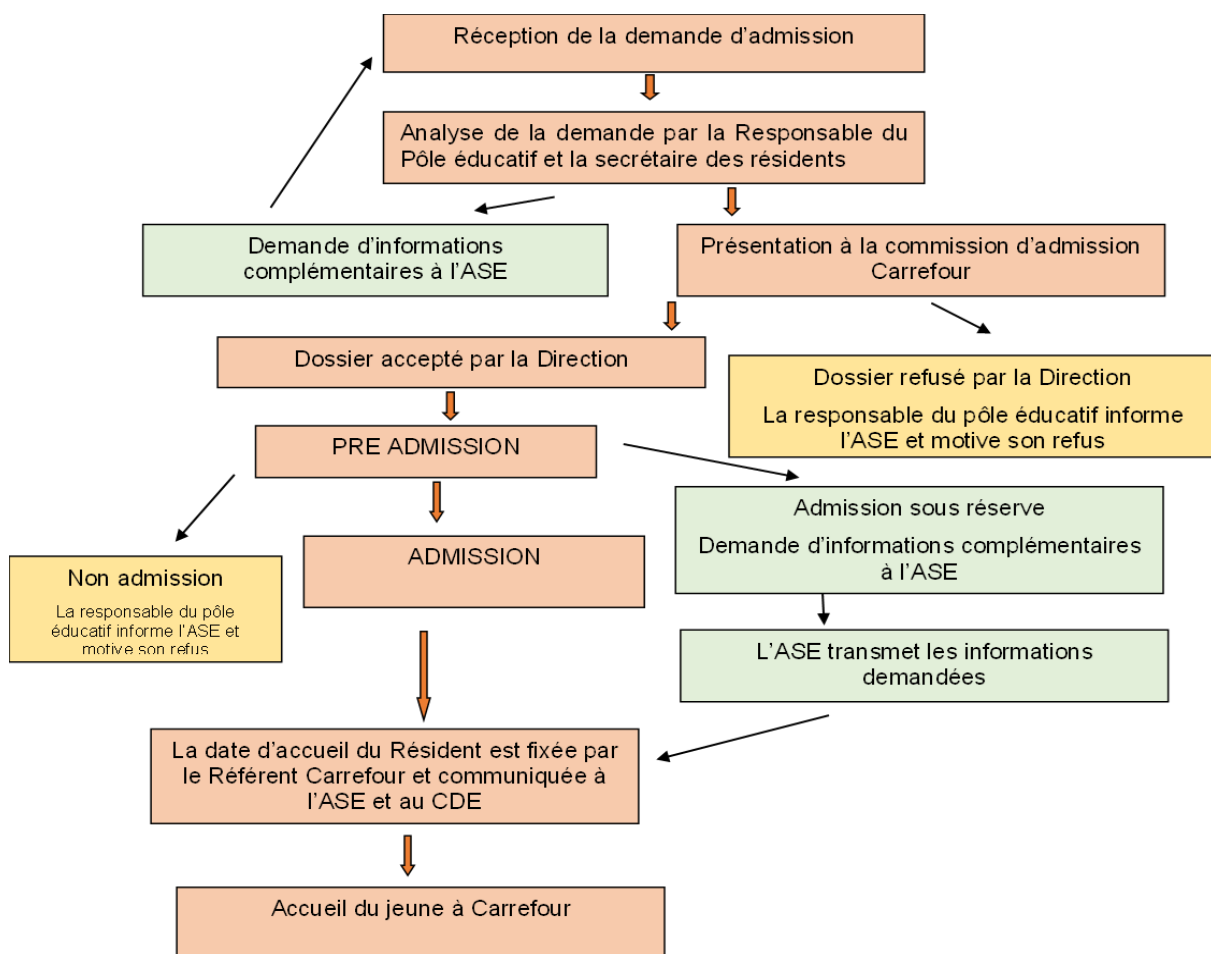 Réception de la demande d'admission
Analyse de la demande par la Responsable du
Pôle éducatif et la secrétaire des résidents
Demande d'informations
complémentaires à l'ASE
Présentation à la commission d'admission
Carrefour
Dossier accepté par la Direction
Dossier refusé par la Direction
La responsable du pôle éducatif informe
l'ASE et motive son refus
PRE ADMISSION
Admission sous réserve
Demande d'informations complémentaires
à l'ASE
ADMISSION
Non admission
La responsable du pôle
éducatif informe l'ASE et
motive son refus
L'ASE transmet les informations
demandées
La date d'accueil du Résident est fixée par
le Référent Carrefour et communiquée à
l'ASE et au CDE
Accueil du jeune à Carrefour